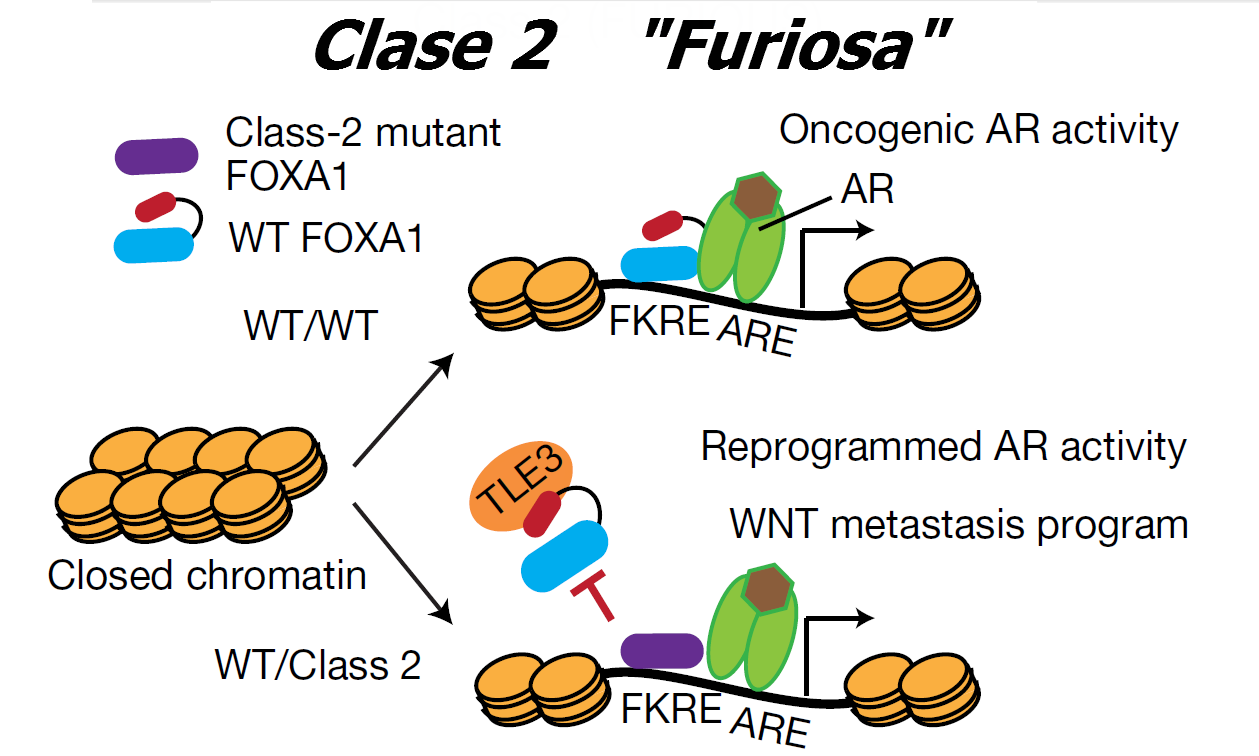 Clase 2 "Furiosa"
Class-2 mutant
FOXA1
WT FOXA1
WT/WT
Oncogenic AR activity
AR
FKRE ARE
Closed chromatin
WT/Class 2
TLE3
Reprogrammed AR activity
WNT metastasis program
FKRE ARE